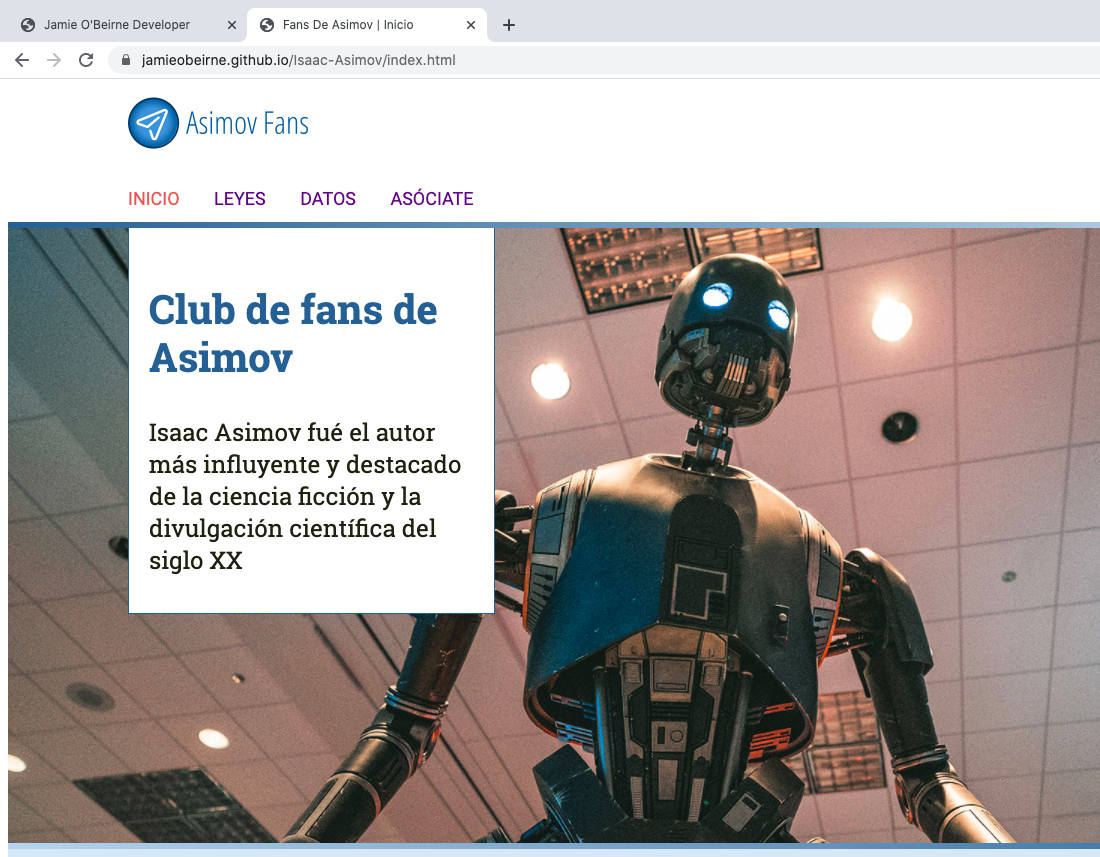 Jamie O'Beirne Developer
Fans De Asimov | Inicio
jamieobeirne.github.io/Isaac-Asimov/index.html
Asimov Fans
INICIO LEYES DATOS ASÓCIATE
Club de fans de
Asimov
Isaac Asimov fué el autor
más influyente y destacado
de la ciencia ficción y la
divulgación científica del
siglo XX